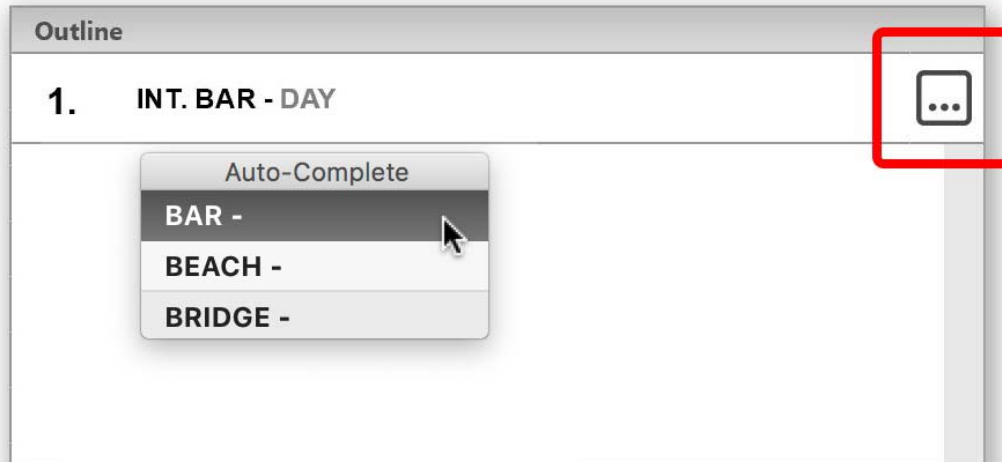 Outline
1. INT. BAR - DAY
...
Auto-Complete
BAR -
BEACH -
BRIDGE -